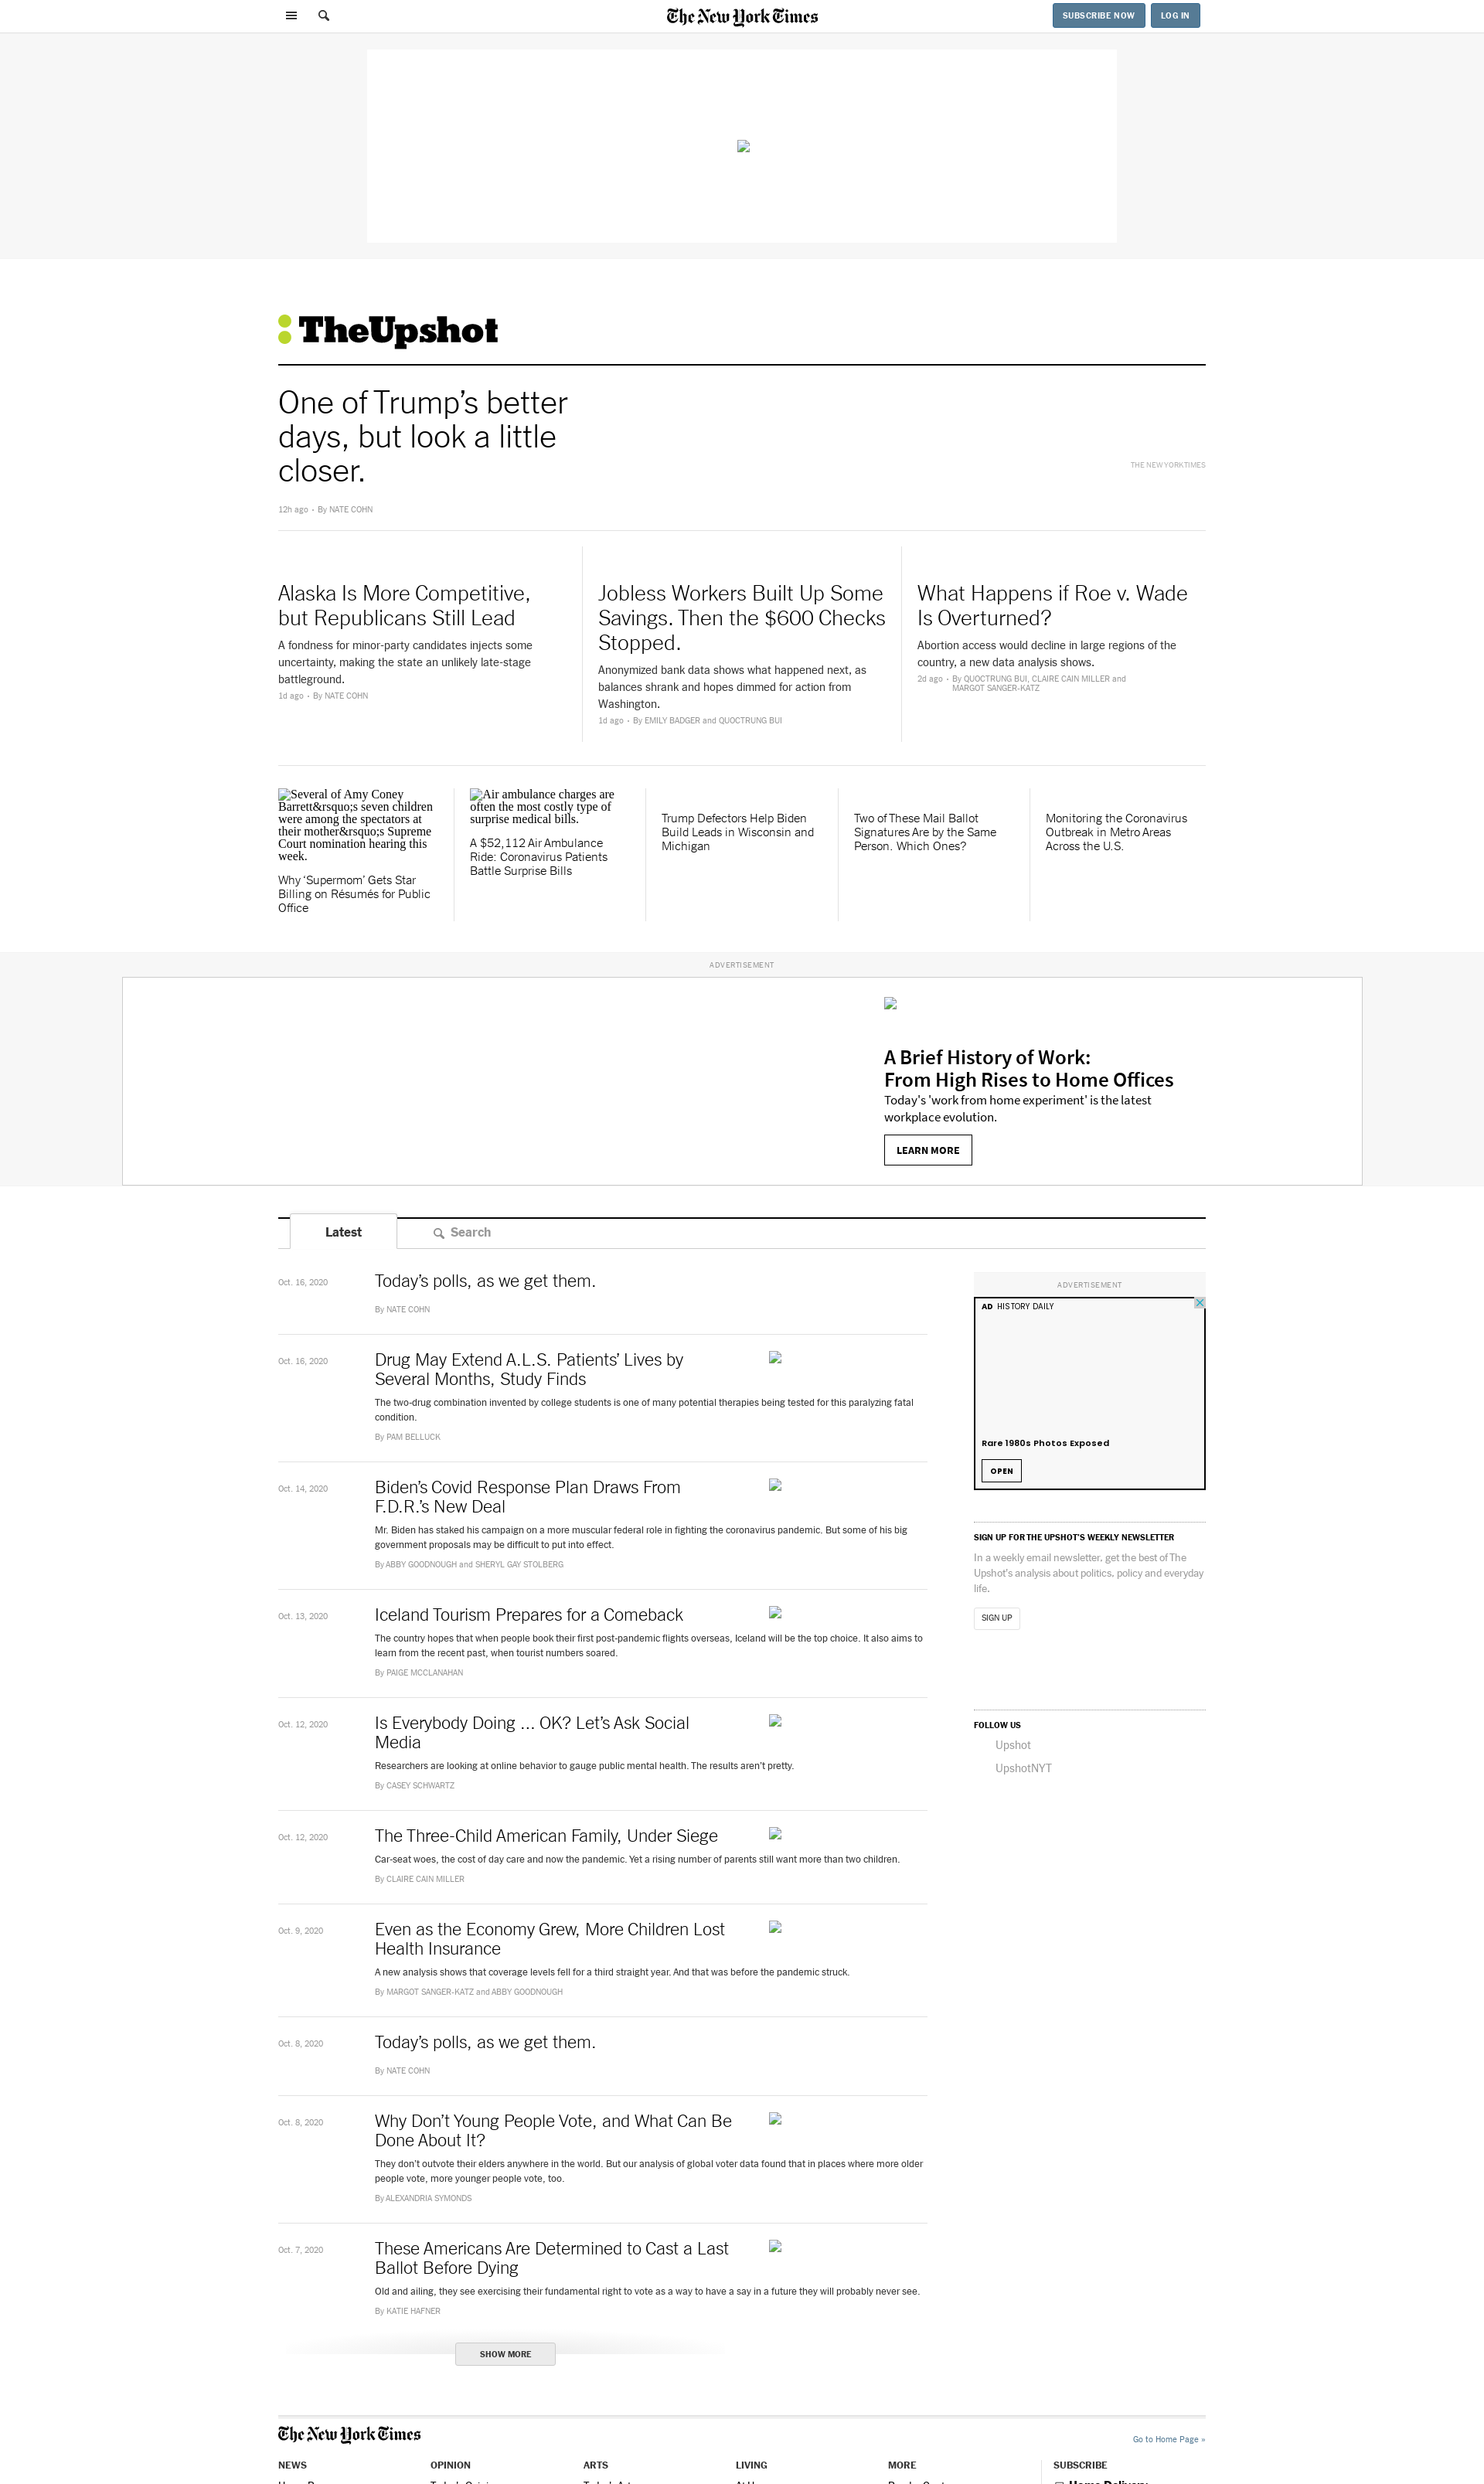 The New York Times
SUBSCRIBE NOW
LOG IN
TheUpshot
One of Trump’s better
days, but look a little
closer.
THE NEW YORK TIMES
12h ago • By NATE COHN
Alaska Is More Competitive,
but Republicans Still Lead
A fondness for minor-party candidates injects some
uncertainty, making the state an unlikely late-stage
battleground.
1d ago • By NATE COHN
Jobless Workers Built Up Some
Savings. Then the $600 Checks
Stopped.
Anonymized bank data shows what happened next, as
balances shrank and hopes dimmed for action from
Washington.
1d ago • By EMILY BADGER and QUOCTRUNG BUI
What Happens if Roe v. Wade
Is Overturned?
Abortion access would decline in large regions of the
country, a new data analysis shows.
2d ago • By QUOCTRUNG BUI, CLAIRE CAIN MILLER and
MARGOT SANGER-KATZ
Several of Amy Coney
Barrett&rsquo;s seven children
were among the spectators at
their mother&rsquo;s Supreme
Court nomination hearing this
week.
Why ‘Supermom’ Gets Star
Billing on Résumés for Public
Office
Air ambulance charges are
often the most costly type of
surprise medical bills.
A $52,112 Air Ambulance
Ride: Coronavirus Patients
Battle Surprise Bills
Trump Defectors Help Biden
Build Leads in Wisconsin and
Michigan
Two of These Mail Ballot
Signatures Are by the Same
Person. Which Ones?
Monitoring the Coronavirus
Outbreak in Metro Areas
Across the U.S.
ADVERTISEMENT
A Brief History of Work:
From High Rises to Home Offices
Today's 'work from home experiment' is the latest
workplace evolution.
LEARN MORE
Latest
Search
Oct. 16, 2020
Today’s polls, as we get them.
By NATE COHN
Oct. 16, 2020
Drug May Extend A.L.S. Patients’ Lives by
Several Months, Study Finds
The two-drug combination invented by college students is one of many potential therapies being tested for this paralyzing fatal
condition.
By PAM BELLUCK
Oct. 14, 2020
Biden’s Covid Response Plan Draws From
F.D.R.’s New Deal
Mr. Biden has staked his campaign on a more muscular federal role in fighting the coronavirus pandemic. But some of his big
government proposals may be difficult to put into effect.
By ABBY GOODNOUGH and SHERYL GAY STOLBERG
Oct. 13, 2020
Iceland Tourism Prepares for a Comeback
The country hopes that when people book their first post-pandemic flights overseas, Iceland will be the top choice. It also aims to
learn from the recent past, when tourist numbers soared.
By PAIGE MCCLANAHAN
Oct. 12, 2020
Is Everybody Doing ... OK? Let’s Ask Social
Media
Researchers are looking at online behavior to gauge public mental health. The results aren’t pretty.
By CASEY SCHWARTZ
Oct. 12, 2020
The Three-Child American Family, Under Siege
Car-seat woes, the cost of day care and now the pandemic. Yet a rising number of parents still want more than two children.
By CLAIRE CAIN MILLER
Oct. 9, 2020
Even as the Economy Grew, More Children Lost
Health Insurance
A new analysis shows that coverage levels fell for a third straight year. And that was before the pandemic struck.
By MARGOT SANGER-KATZ and ABBY GOODNOUGH
Oct. 8, 2020
Today’s polls, as we get them.
By NATE COHN
Oct. 8, 2020
Why Don’t Young People Vote, and What Can Be
Done About It?
They don’t outvote their elders anywhere in the world. But our analysis of global voter data found that in places where more older
people vote, more younger people vote, too.
By ALEXANDRIA SYMONDS
Oct. 7, 2020
These Americans Are Determined to Cast a Last
Ballot Before Dying
Old and ailing, they see exercising their fundamental right to vote as a way to have a say in a future they will probably never see.
By KATIE HAFNER
SHOW MORE
ADVERTISEMENT
AD HISTORY DAILY
Rare 1980s Photos Exposed
OPEN
SIGN UP FOR THE UPSHOT’S WEEKLY NEWSLETTER
In a weekly email newsletter, get the best of The
Upshot’s analysis about politics, policy and everyday
life.
SIGN UP
FOLLOW US
Upshot
UpshotNYT
The New York Times
Go to Home Page »
NEWS
OPINION
ARTS
LIVING
MORE
SUBSCRIBE